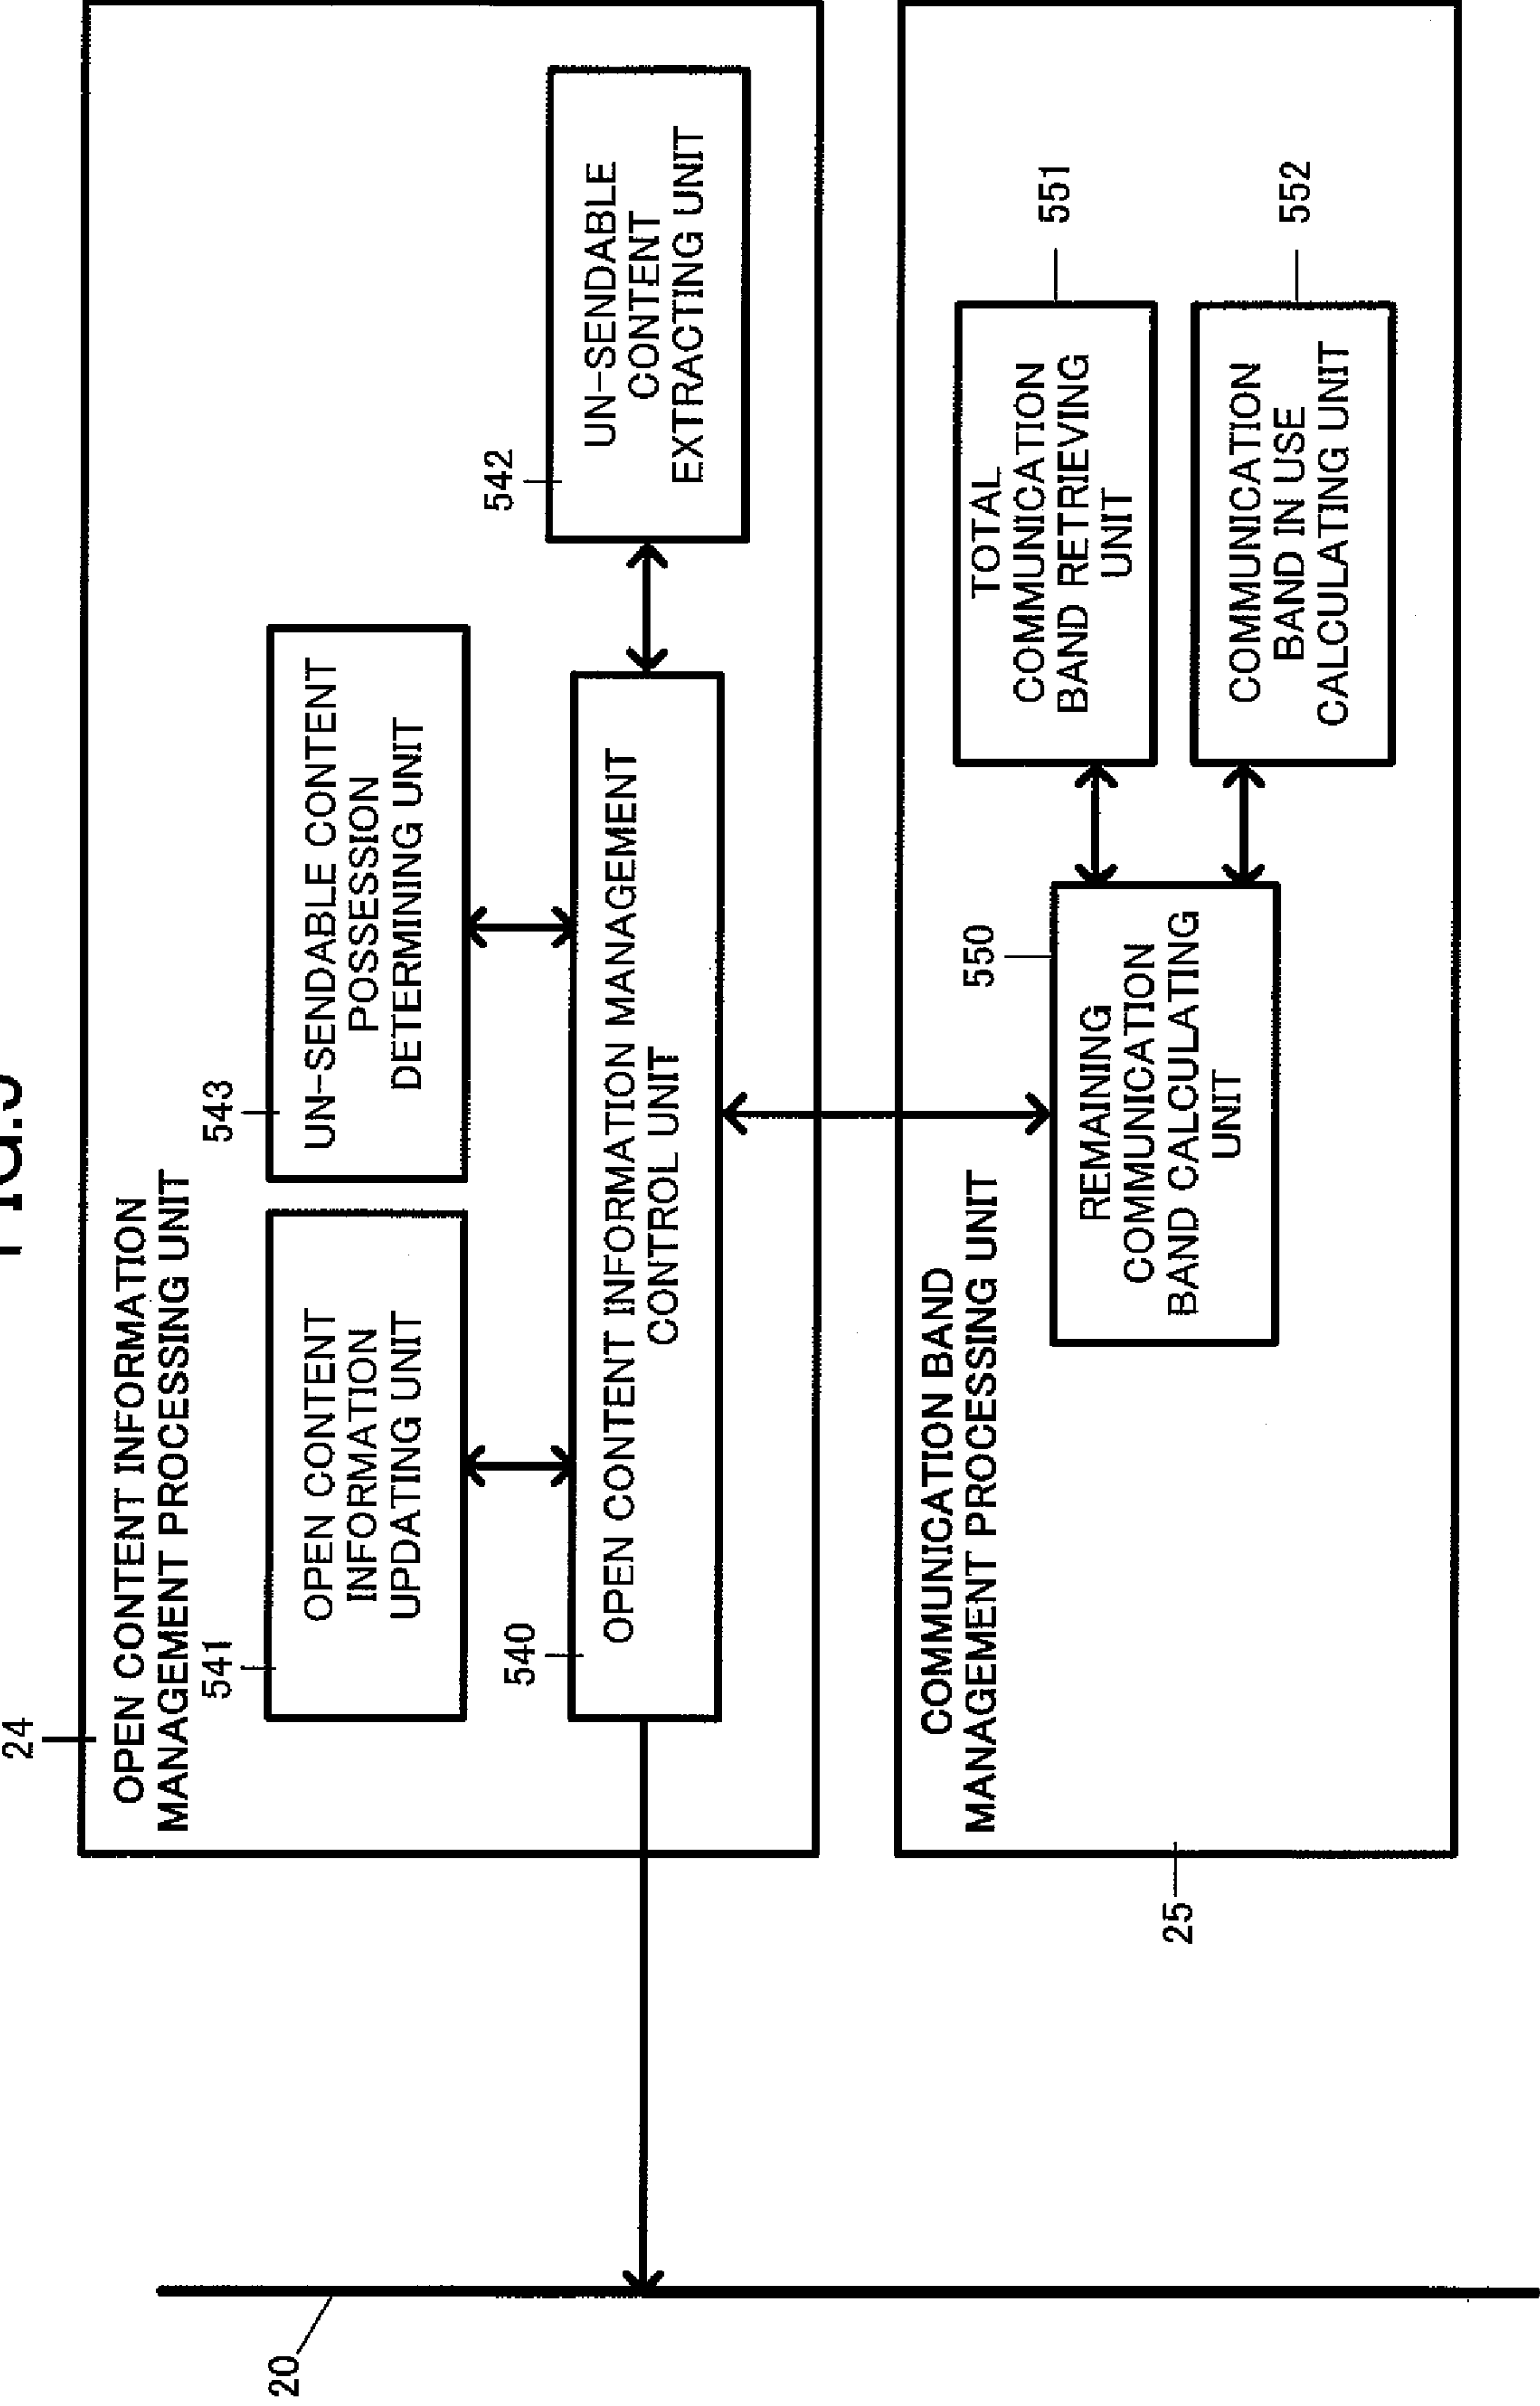 24
OPEN CONTENT INFORMATION
MANAGEMENT PROCESSING UNIT
541
OPEN CONTENT
INFORMATION
UPDATING UNIT
543
UN-SENDABLE CONTENT
POSSESSION
DETERMINING UNIT
20
540
OPEN CONTENT INFORMATION MANAGEMENT
CONTROL UNIT
542
UN-SENDABLE
CONTENT
EXTRACTING UNIT
COMMUNICATION BAND
MANAGEMENT PROCESSING UNIT
25
550
REMAINING
COMMUNICATION
BAND CALCULATING
UNIT
TOTAL
COMMUNICATION
BAND RETRIEVING
UNIT
551
COMMUNICATION
BAND IN USE
CALCULATING UNIT
552